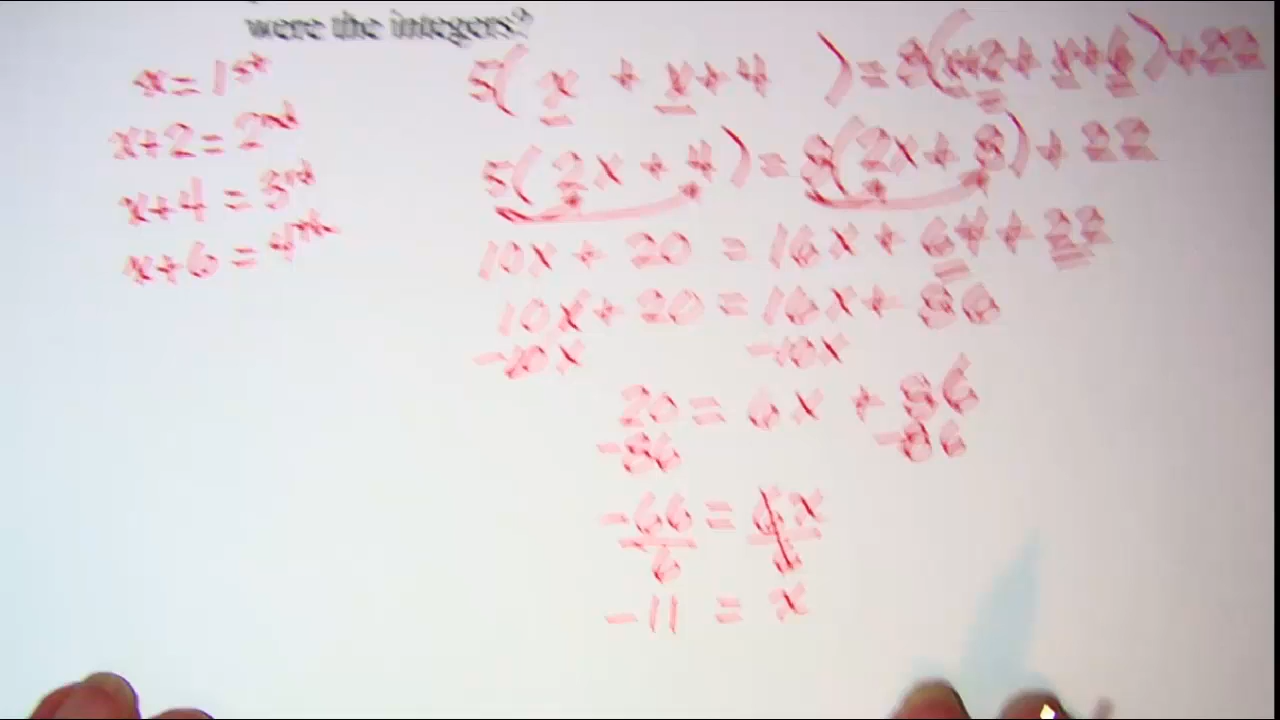 were the integers?
x = 1st
x+2 = 2nd
x+4 = 3rd
x+6 = 4th
5( x + x+4 ) = 8(x+2 + x+6) + 22
5( 2x + 4 ) = 8(2x + 8) + 22
10x + 20 = 16x + 64 + 22
10x + 20 = 16x + 86
-10x -10x
20 = 6x + 86
-86 -86
-66 = 6x
6 6
-11 = x